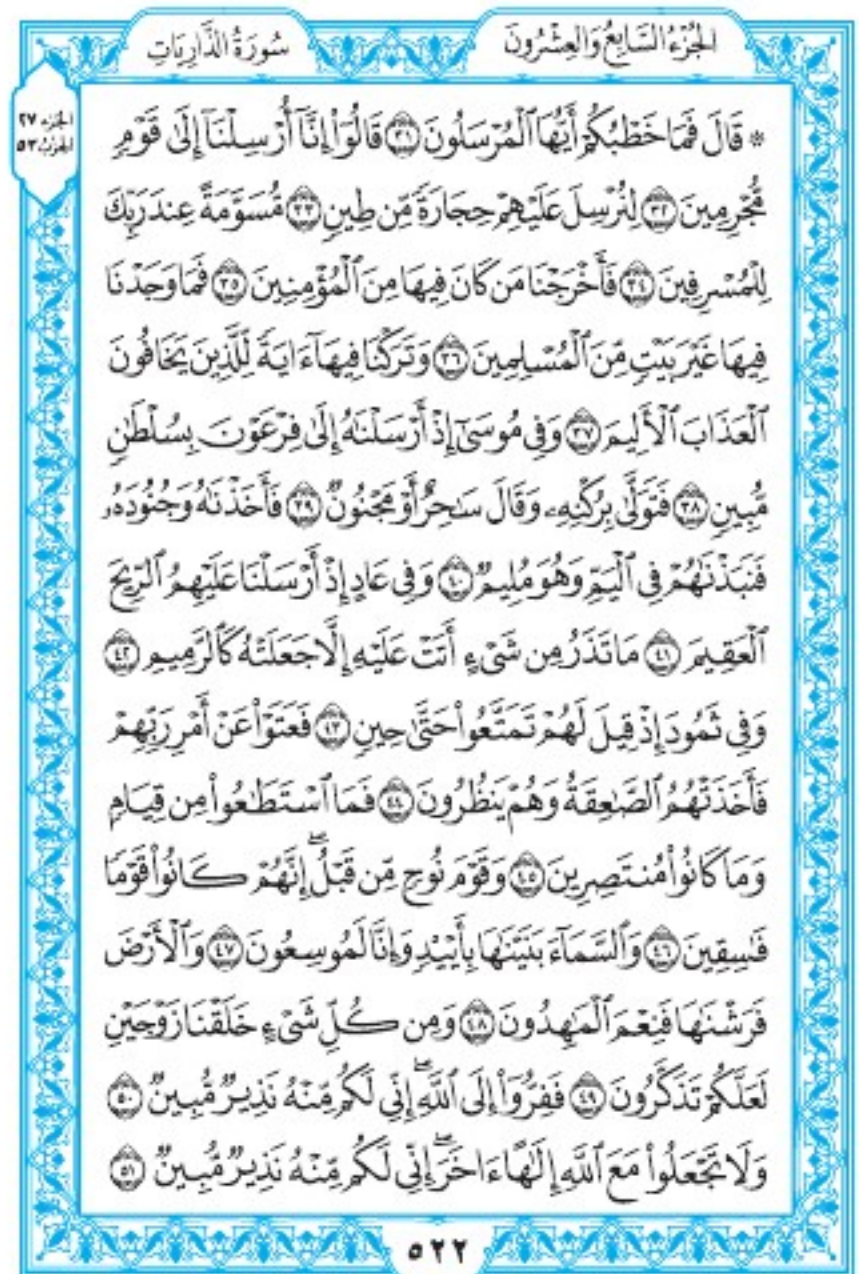 الجُزْءُ السَّابِعُ وَالعِشْرُونَ
سُورَةُ الذَّارِيَاتِ
الجزء ٢٧
الحزب ٥٣
۞ قَالَ فَمَا خَطْبُكُمْ أَيُّهَا ٱلْمُرْسَلُونَ ٣١ قَالُوٓاْ إِنَّآ أُرْسِلْنَآ إِلَىٰ قَوْمٖ
مُّجْرِمِينَ ٣٢ لِنُرْسِلَ عَلَيْهِمْ حِجَارَةٗ مِّن طِينٖ ٣٣ مُّسَوَّمَةً عِندَ رَبِّكَ
لِلْمُسْرِفِينَ ٣٤ فَأَخْرَجْنَا مَن كَانَ فِيهَا مِنَ ٱلْمُؤْمِنِينَ ٣٥ فَمَا وَجَدْنَا
فِيهَا غَيْرَ بَيْتٖ مِّنَ ٱلْمُسْلِمِينَ ٣٦ وَتَرَكْنَا فِيهَآ ءَايَةٗ لِّلَّذِينَ يَخَافُونَ
ٱلْعَذَابَ ٱلْأَلِيمَ ٣٧ وَفِي مُوسَىٰٓ إِذْ أَرْسَلْنَٰهُ إِلَىٰ فِرْعَوْنَ بِسُلْطَٰنٖ
مُّبِينٖ ٣٨ فَتَوَلَّىٰ بِرُكْنِهِۦ وَقَالَ سَٰحِرٌ أَوْ مَجْنُونٞ ٣٩ فَأَخَذْنَٰهُ وَجُنُودَهُۥ
فَنَبَذْنَٰهُمْ فِي ٱلْيَمِّ وَهُوَ مُلِيمٞ ٤٠ وَفِي عَادٍ إِذْ أَرْسَلْنَا عَلَيْهِمُ ٱلرِّيحَ
ٱلْعَقِيمَ ٤١ مَا تَذَرُ مِن شَيْءٍ أَتَتْ عَلَيْهِ إِلَّا جَعَلَتْهُ كَٱلرَّمِيمِ ٤٢
وَفِي ثَمُودَ إِذْ قِيلَ لَهُمْ تَمَتَّعُواْ حَتَّىٰ حِينٖ ٤٣ فَعَتَوْاْ عَنْ أَمْرِ رَبِّهِمْ
فَأَخَذَتْهُمُ ٱلصَّٰعِقَةُ وَهُمْ يَنظُرُونَ ٤٤ فَمَا ٱسْتَطَٰعُواْ مِن قِيَامٖ
وَمَا كَانُواْ مُنتَصِرِينَ ٤٥ وَقَوْمَ نُوحٖ مِّن قَبْلُۖ إِنَّهُمْ كَانُواْ قَوْمٗا
فَٰسِقِينَ ٤٦ وَٱلسَّمَآءَ بَنَيْنَٰهَا بِأَيْيْدٖ وَإِنَّا لَمُوسِعُونَ ٤٧ وَٱلْأَرْضَ
فَرَشْنَٰهَا فَنِعْمَ ٱلْمَٰهِدُونَ ٤٨ وَمِن كُلِّ شَيْءٍ خَلَقْنَا زَوْجَيْنِ
لَعَلَّكُمْ تَذَكَّرُونَ ٤٩ فَفِرُّوٓاْ إِلَى ٱللَّهِۖ إِنِّي لَكُم مِّنْهُ نَذِيرٞ مُّبِينٞ ٥٠
وَلَا تَجْعَلُواْ مَعَ ٱللَّهِ إِلَٰهًا ءَاخَرَۖ إِنِّي لَكُم مِّنْهُ نَذِيرٞ مُّبِينٞ ٥١
٥٢٢